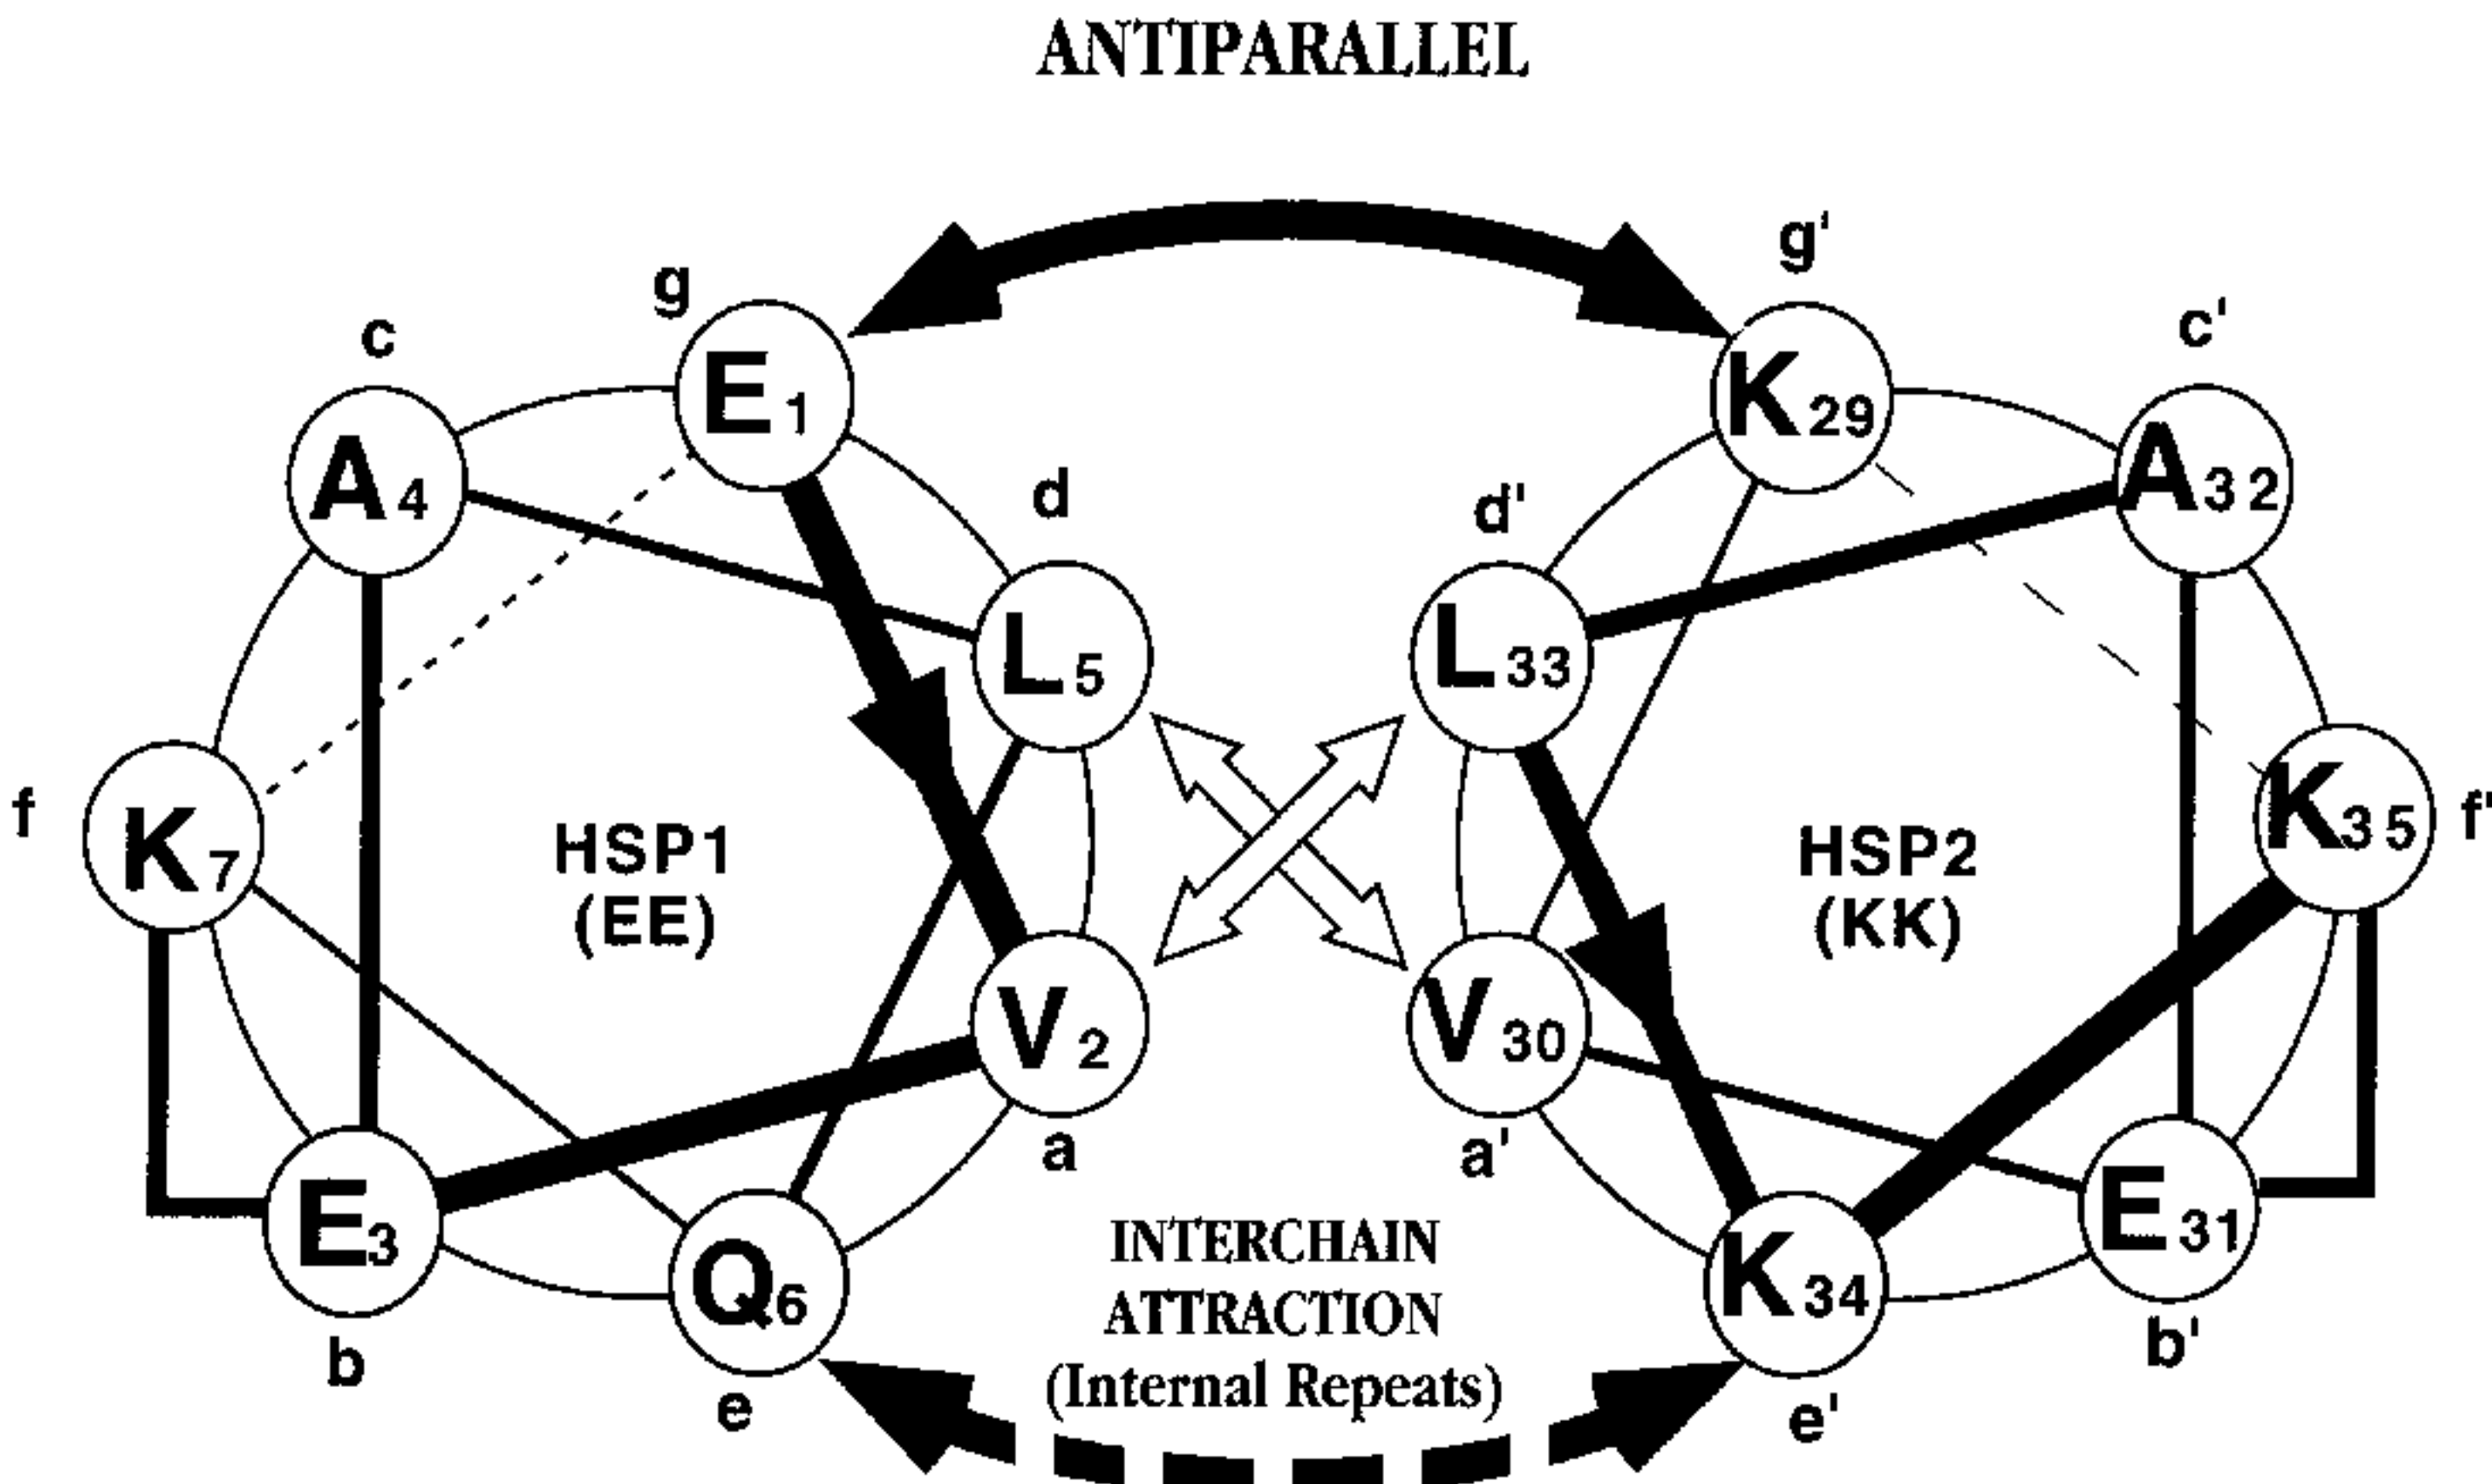 ANTIPARALLEL
g g'
c c'
E1 K29
A4 A32
d d'
L5 L33
f K7 K35 f'
HSP1 HSP2
(EE) (KK)
V2 V30
a a'
E3 E31
Q6 K34
INTERCHAIN
ATTRACTION
(Internal Repeats)
b b'
e e'